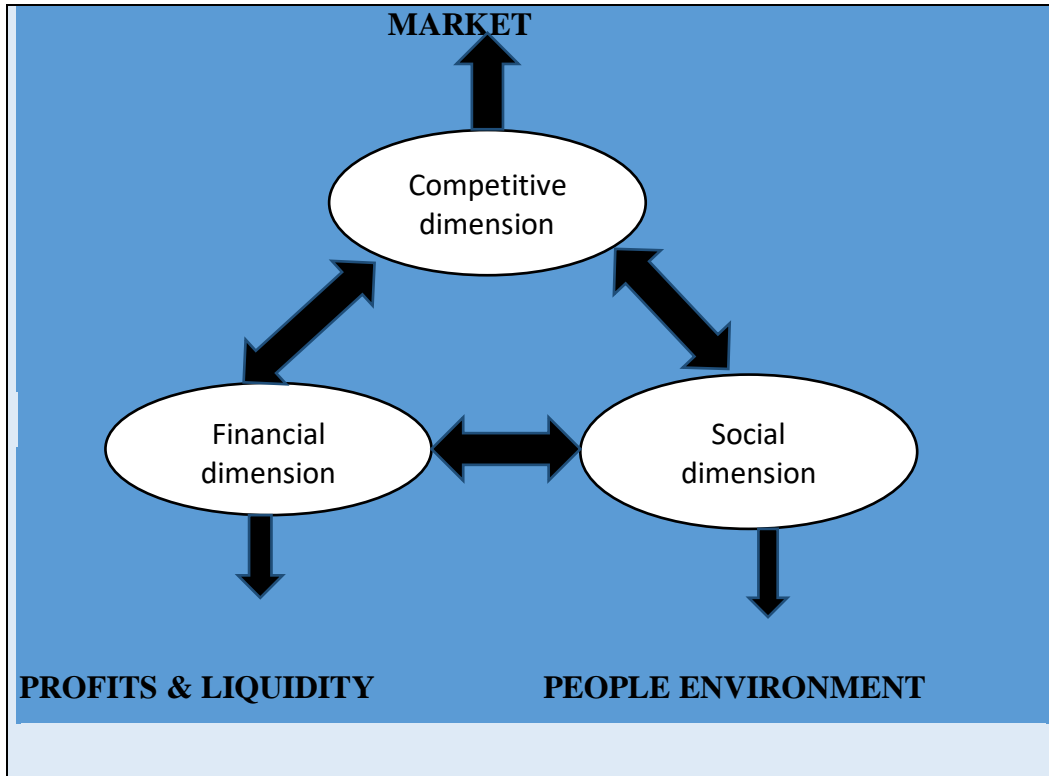 MARKET
Competitive
dimension
Financial
dimension
Social
dimension
PROFITS & LIQUIDITY
PEOPLE ENVIRONMENT